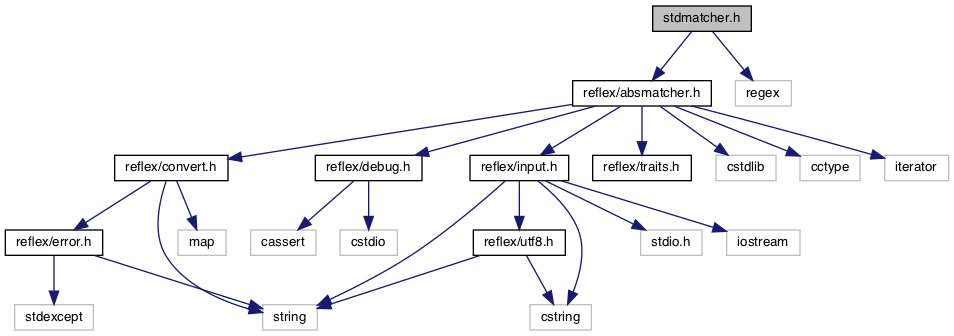 stdmatcher.h
reflex/absmatcher.h
regex
reflex/convert.h
reflex/debug.h
reflex/input.h
reflex/traits.h
cstdlib
cctype
iterator
reflex/error.h
map
cassert
cstdio
reflex/utf8.h
stdio.h
iostream
stdexcept
string
cstring